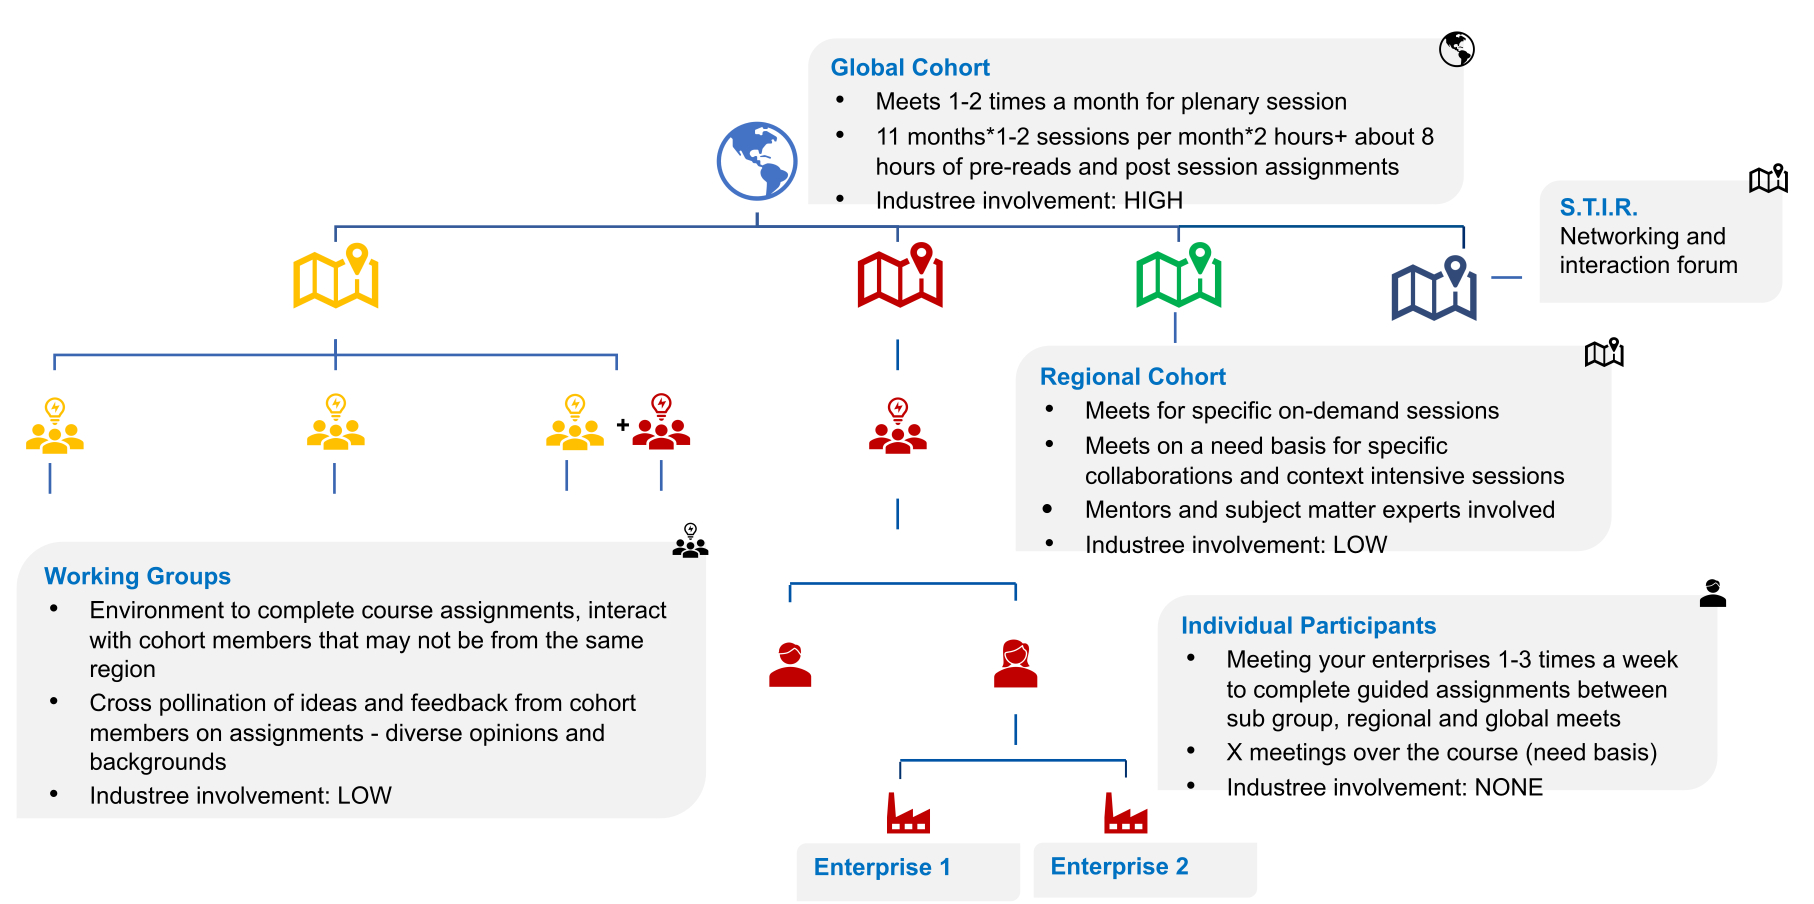 Global Cohort
• Meets 1-2 times a month for plenary session
• 11 months*1-2 sessions per month*2 hours+ about 8
hours of pre-reads and post session assignments
• Industree involvement: HIGH
S.T.I.R.
Networking and
interaction forum
+
Regional Cohort
• Meets for specific on-demand sessions
• Meets on a need basis for specific
collaborations and context intensive sessions
• Mentors and subject matter experts involved
• Industree involvement: LOW
Working Groups
• Environment to complete course assignments, interact
with cohort members that may not be from the same
region
• Cross pollination of ideas and feedback from cohort
members on assignments - diverse opinions and
backgrounds
• Industree involvement: LOW
Individual Participants
• Meeting your enterprises 1-3 times a week
to complete guided assignments between
sub group, regional and global meets
• X meetings over the course (need basis)
• Industree involvement: NONE
Enterprise 1
Enterprise 2